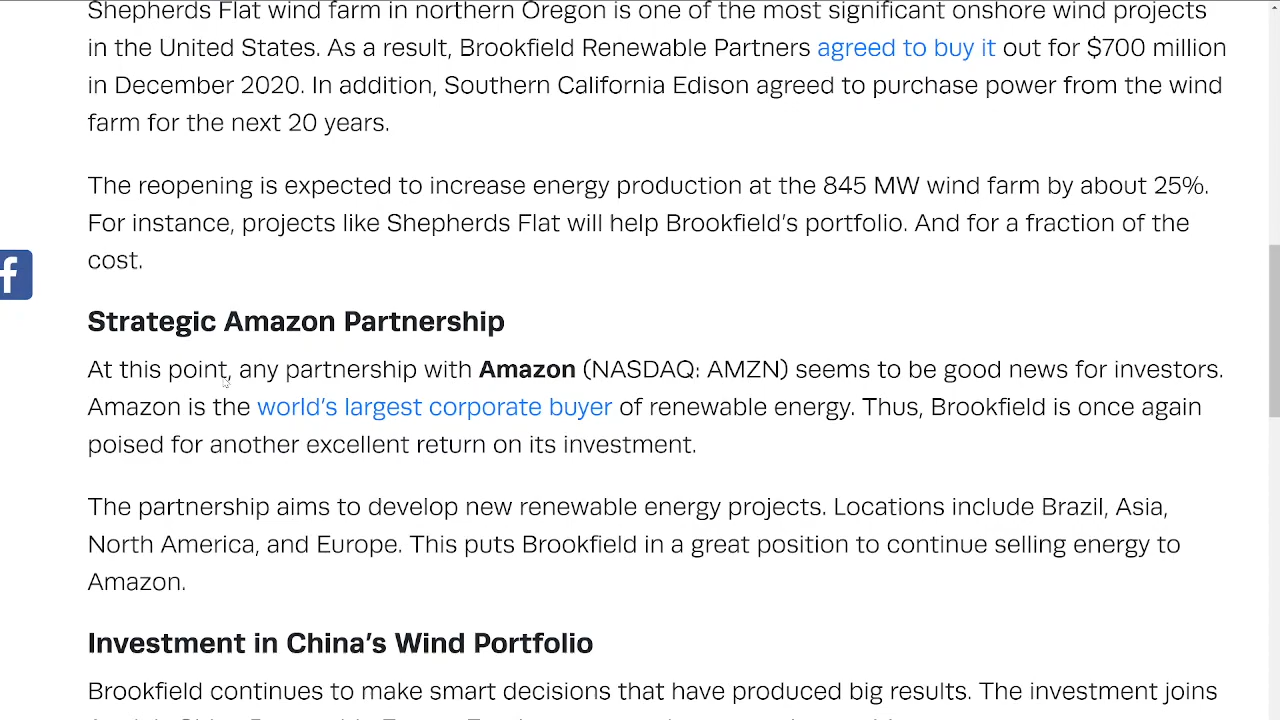 Shepherds Flat wind farm in northern Oregon is one of the most significant onshore wind projects
in the United States. As a result, Brookfield Renewable Partners agreed to buy it out for $700 million
in December 2020. In addition, Southern California Edison agreed to purchase power from the wind
farm for the next 20 years.
The reopening is expected to increase energy production at the 845 MW wind farm by about 25%.
For instance, projects like Shepherds Flat will help Brookfield’s portfolio. And for a fraction of the
cost.
f
Strategic Amazon Partnership
At this point, any partnership with Amazon (NASDAQ: AMZN) seems to be good news for investors.
Amazon is the world’s largest corporate buyer of renewable energy. Thus, Brookfield is once again
poised for another excellent return on its investment.
The partnership aims to develop new renewable energy projects. Locations include Brazil, Asia,
North America, and Europe. This puts Brookfield in a great position to continue selling energy to
Amazon.
Investment in China’s Wind Portfolio
Brookfield continues to make smart decisions that have produced big results. The investment joins